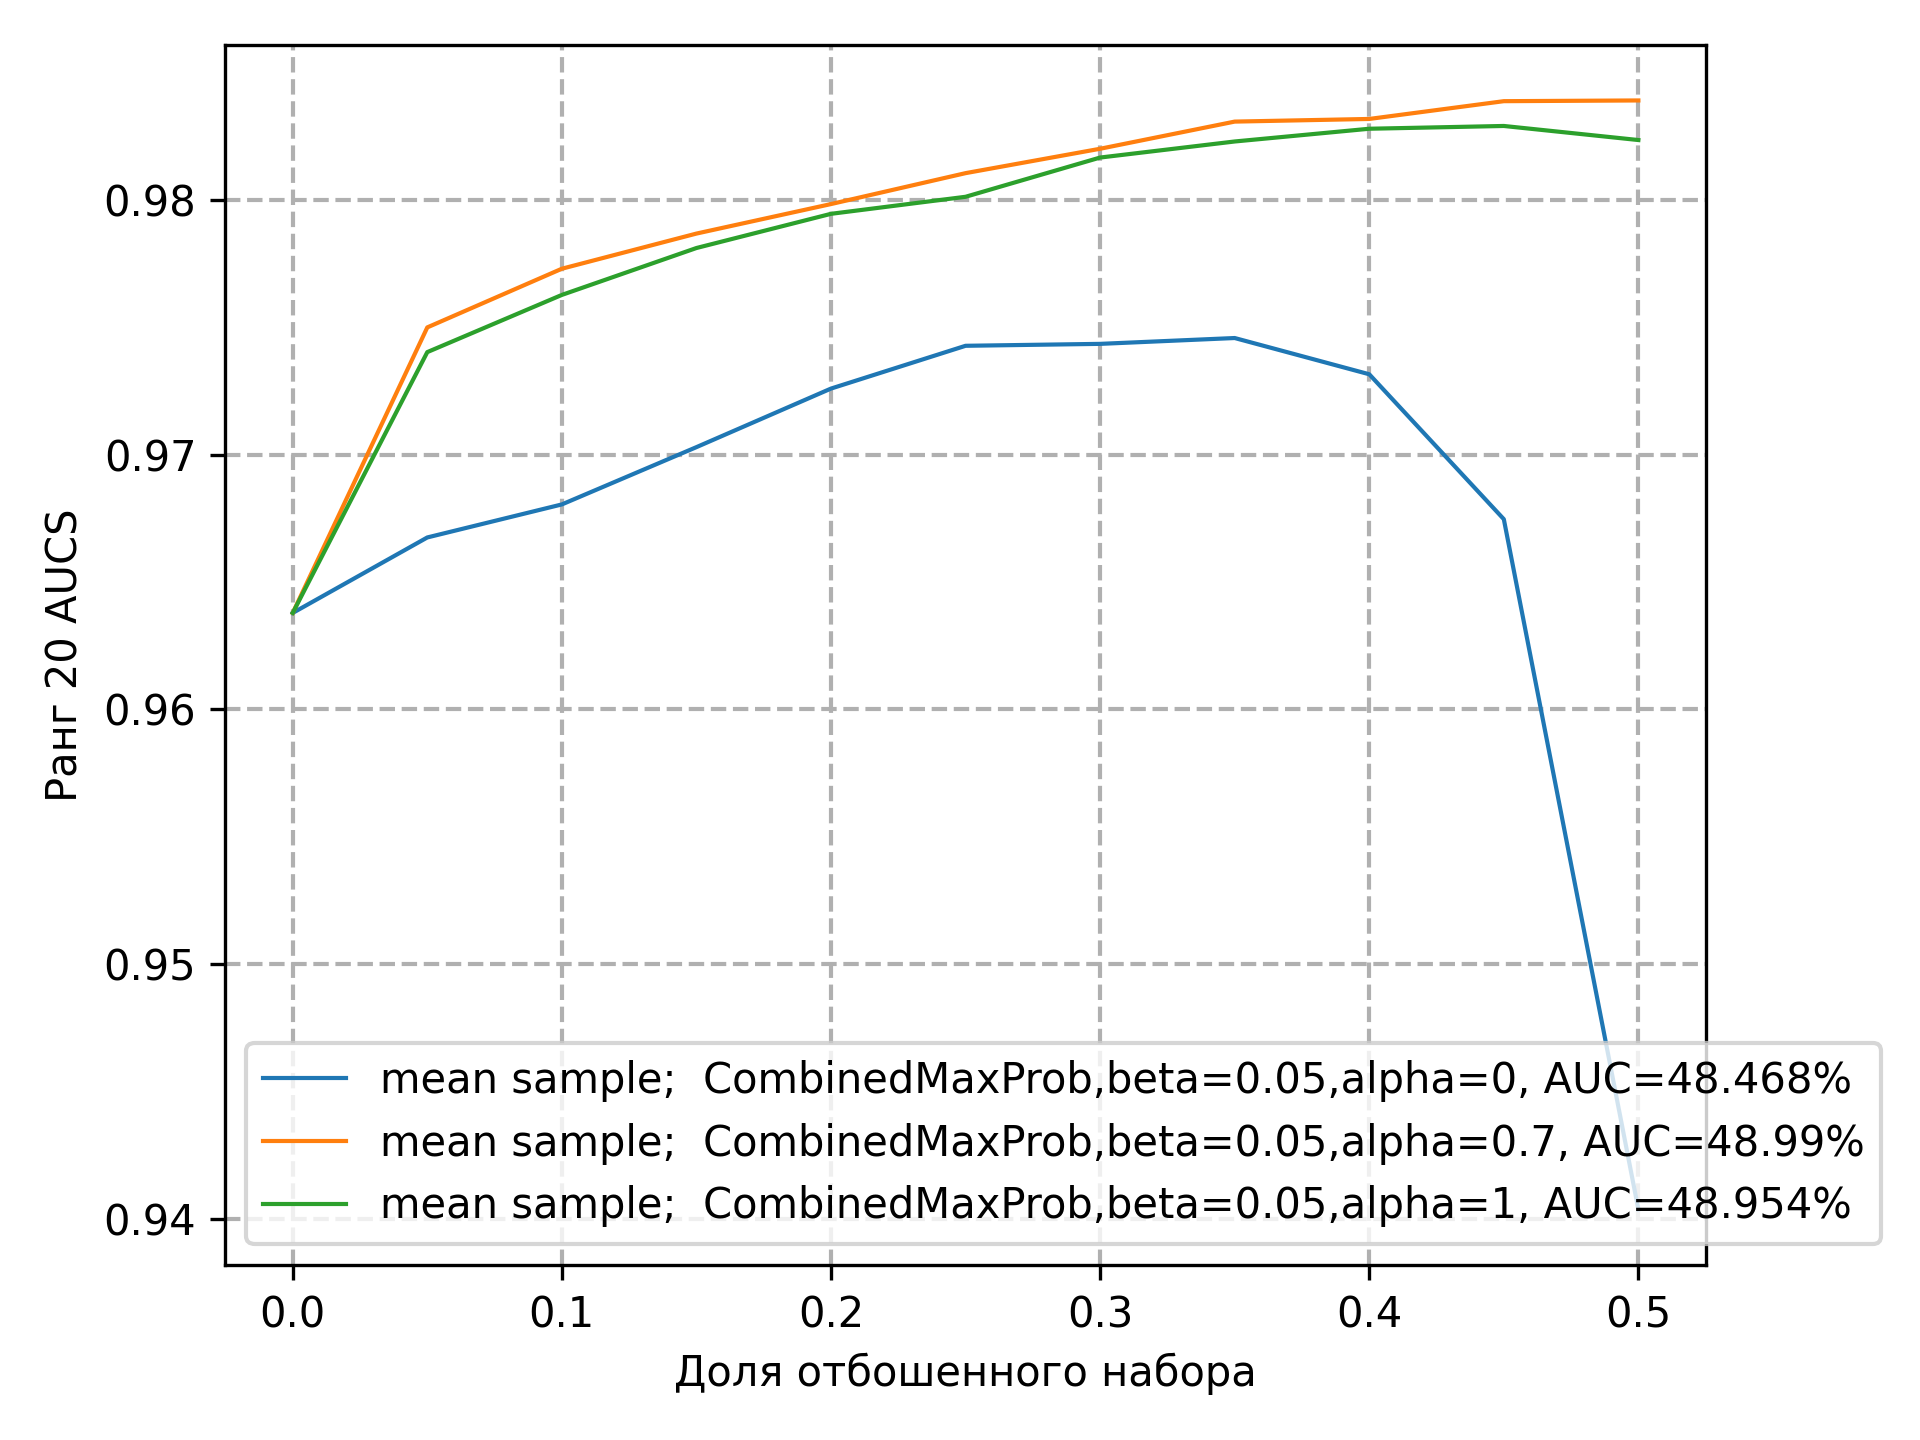 0.98
0.97
0.96
0.95
0.94
Ранг 20 AUCS
mean sample;  CombinedMaxProb,beta=0.05,alpha=0, AUC=48.468%
mean sample;  CombinedMaxProb,beta=0.05,alpha=0.7, AUC=48.99%
mean sample;  CombinedMaxProb,beta=0.05,alpha=1, AUC=48.954%
0.0 0.1 0.2 0.3 0.4 0.5
Доля отбошенного набора